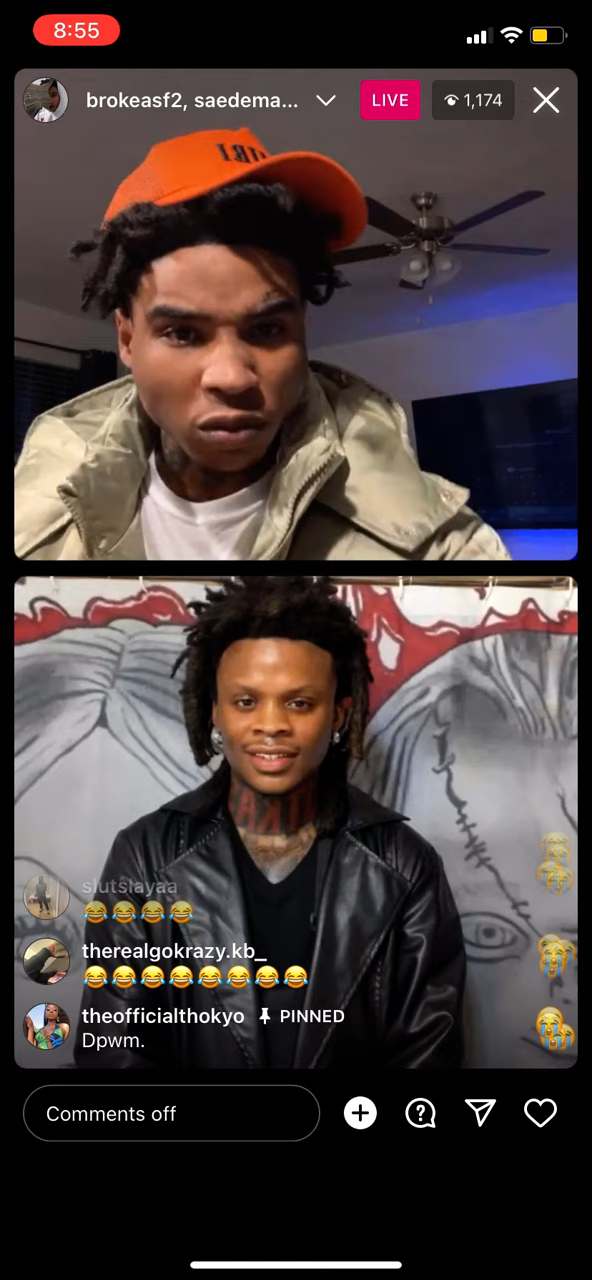 8:55
brokeasf2, saedema...
LIVE
1,174
slutslayaa
😂😂😂😂
therealgokrazy.kb_
😂😂😂😂😂😂😂😂
theofficialthokyo PINNED
Dpwm.
Comments off